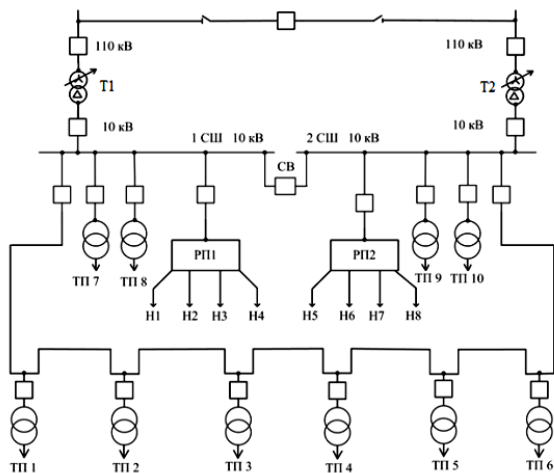 110 кВ
110 кВ
Т1
Т2
10 кВ
10 кВ
1 СШ 10 кВ
2 СШ 10 кВ
СВ
РП1
РП2
ТП 7
ТП 8
ТП 9
ТП 10
Н1 Н2 Н3 Н4
Н5 Н6 Н7 Н8
ТП 1
ТП 2
ТП 3
ТП 4
ТП 5
ТП 6